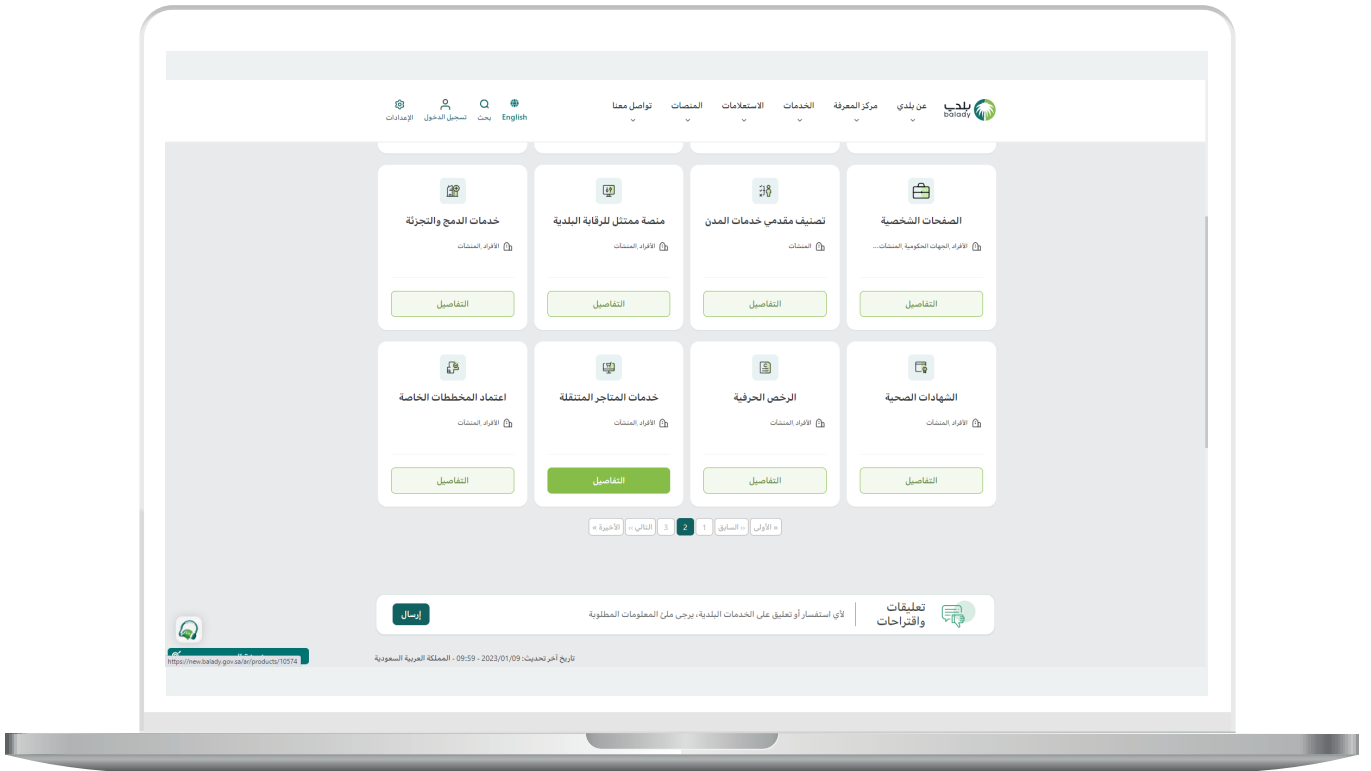 بلدي
balady
عن بلدي
مركز المعرفة
الخدمات
الاستعلامات
المنصات
تواصل معنا
English
بحث
تسجيل الدخول
الإعدادات
الصفحات الشخصية
الأفراد ,الجهات الحكومية ,المنشآت...
التفاصيل
تصنيف مقدمي خدمات المدن
المنشآت
التفاصيل
منصة ممتثل للرقابة البلدية
الأفراد ,المنشآت
التفاصيل
خدمات الدمج والتجزئة
الأفراد ,المنشآت
التفاصيل
الشهادات الصحية
الأفراد ,المنشآت
التفاصيل
الرخص الحرفية
الأفراد ,المنشآت
التفاصيل
خدمات المتاجر المتنقلة
الأفراد ,المنشآت
التفاصيل
اعتماد المخططات الخاصة
الأفراد ,المنشآت
التفاصيل
« الأولى ‹‹ السابق 1 2 3 التالي ›› الأخيرة »
تعليقات
واقتراحات
لأي استفسار أو تعليق على الخدمات البلدية، يرجى ملئ المعلومات المطلوبة
إرسال
تاريخ آخر تحديث: 2023/01/09 - 09:59 - المملكة العربية السعودية
https://new.balady.gov.sa/ar/products/10574